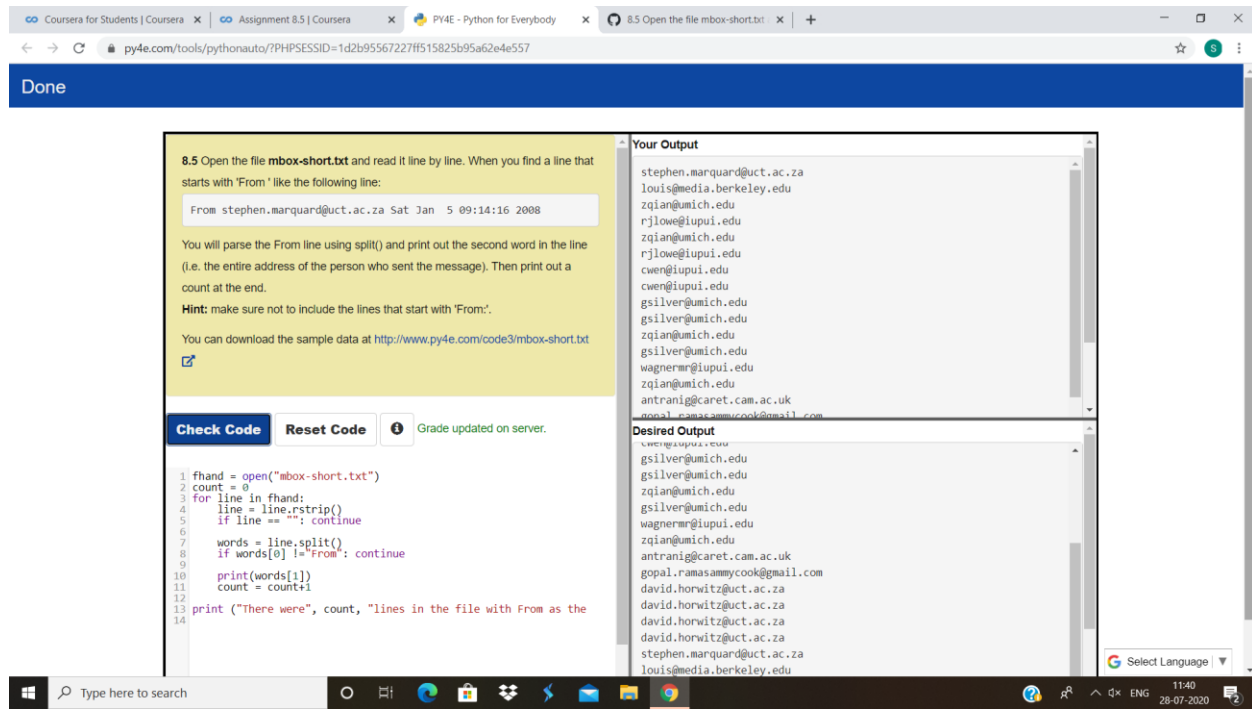 Coursera for Students | Coursera
Assignment 8.5 | Coursera
PY4E - Python for Everybody
8.5 Open the file mbox-short.txt
py4e.com/tools/pythonauto/?PHPSESSID=1d2b95567227ff515825b95a62e4e557
S
Done
8.5 Open the file mbox-short.txt and read it line by line. When you find a line that
starts with 'From ' like the following line:
From stephen.marquard@uct.ac.za Sat Jan  5 09:14:16 2008
You will parse the From line using split() and print out the second word in the line
(i.e. the entire address of the person who sent the message). Then print out a
count at the end.
Hint: make sure not to include the lines that start with 'From:'.
You can download the sample data at http://www.py4e.com/code3/mbox-short.txt
Check Code
Reset Code
Grade updated on server.
1 fhand = open("mbox-short.txt")
2 count = 0
3 for line in fhand:
4     line = line.rstrip()
5     if line == "": continue
6
7     words = line.split()
8     if words[0] !="From": continue
9
10     print(words[1])
11     count = count+1
12
13 print ("There were", count, "lines in the file with From as the
14
Your Output
stephen.marquard@uct.ac.za
louis@media.berkeley.edu
zqian@umich.edu
rjlowe@iupui.edu
zqian@umich.edu
rjlowe@iupui.edu
cwen@iupui.edu
cwen@iupui.edu
gsilver@umich.edu
gsilver@umich.edu
zqian@umich.edu
gsilver@umich.edu
wagnermr@iupui.edu
zqian@umich.edu
antranig@caret.cam.ac.uk
gopal.ramasammycook@gmail.com
Desired Output
cwen@iupui.edu
gsilver@umich.edu
gsilver@umich.edu
zqian@umich.edu
gsilver@umich.edu
wagnermr@iupui.edu
zqian@umich.edu
antranig@caret.cam.ac.uk
gopal.ramasammycook@gmail.com
david.horwitz@uct.ac.za
david.horwitz@uct.ac.za
david.horwitz@uct.ac.za
david.horwitz@uct.ac.za
stephen.marquard@uct.ac.za
louis@media.berkeley.edu
G Select Language
Type here to search
ENG
11:40
28-07-2020
2